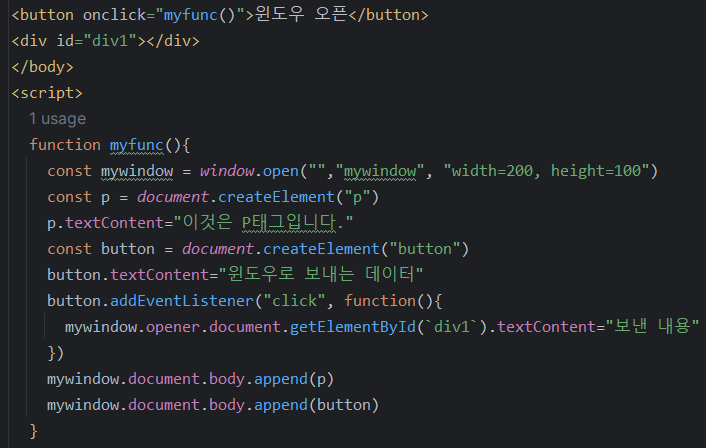 <button onclick="myfunc()">윈도우 오픈</button>
<div id="div1"></div>
</body>
<script>
1 usage
function myfunc(){
const mywindow = window.open("","mywindow", "width=200, height=100")
const p = document.createElement("p")
p.textContent="이것은 P태그입니다."
const button = document.createElement("button")
button.textContent="윈도우로 보내는 데이터"
button.addEventListener("click", function(){
mywindow.opener.document.getElementById(`div1`).textContent="보낸 내용"
})
mywindow.document.body.append(p)
mywindow.document.body.append(button)
}